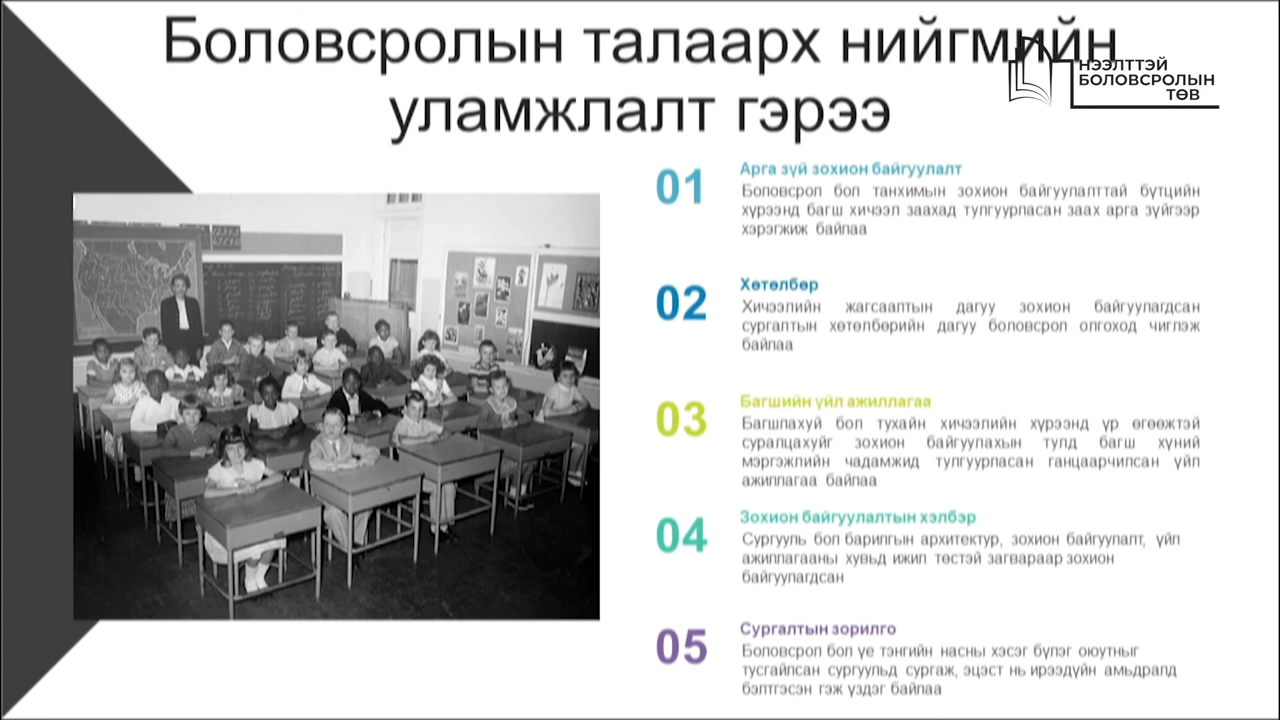 Боловсролын талаарх нийгмийн
уламжлалт гэрээ
НЭЭЛТТЭЙ
БОЛОВСРОЛЫН
ТӨВ
01
Арга зүй зохион байгуулалт
Боловсрол бол танхимын зохион байгуулалттай бүтцийн
хүрээнд багш хичээл заахад тулгуурласан заах арга зүйгээр
хэрэгжиж байлаа
02
Хөтөлбөр
Хичээлийн жагсаалтын дагуу зохион байгуулагдсан
сургалтын хөтөлбөрийн дагуу боловсрол олгоход чиглэж
байлаа
03
Багшийн үйл ажиллагаа
Багшлахуй бол тухайн хичээлийн хүрээнд үр өгөөжтэй
суралцахуйг зохион байгуулахын тулд багш хүний
мэргэжлийн чадамжид тулгуурласан ганцаарчилсан үйл
ажиллагаа байлаа
04
Зохион байгуулалтын хэлбэр
Сургууль бол барилгын архитектур, зохион байгуулалт, үйл
ажиллагааны хувьд ижил төстэй загвараар зохион
байгуулагдсан
05
Сургалтын зорилго
Боловсрол бол үе тэнгийн насны хэсэг бүлэг оюутныг
тусгайлсан сургуульд сургаж, эцэст нь ирээдүйн амьдралд
бэлтгэсэн гэж үздэг байлаа